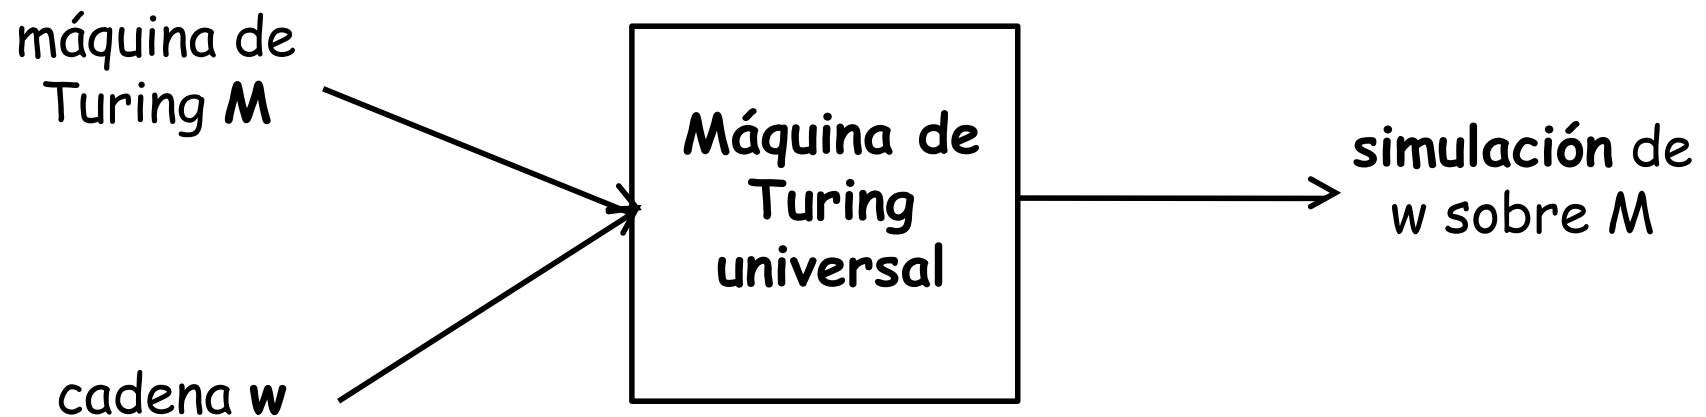 máquina de
Turing M
cadena w
Máquina de
Turing
universal
simulación de
w sobre M